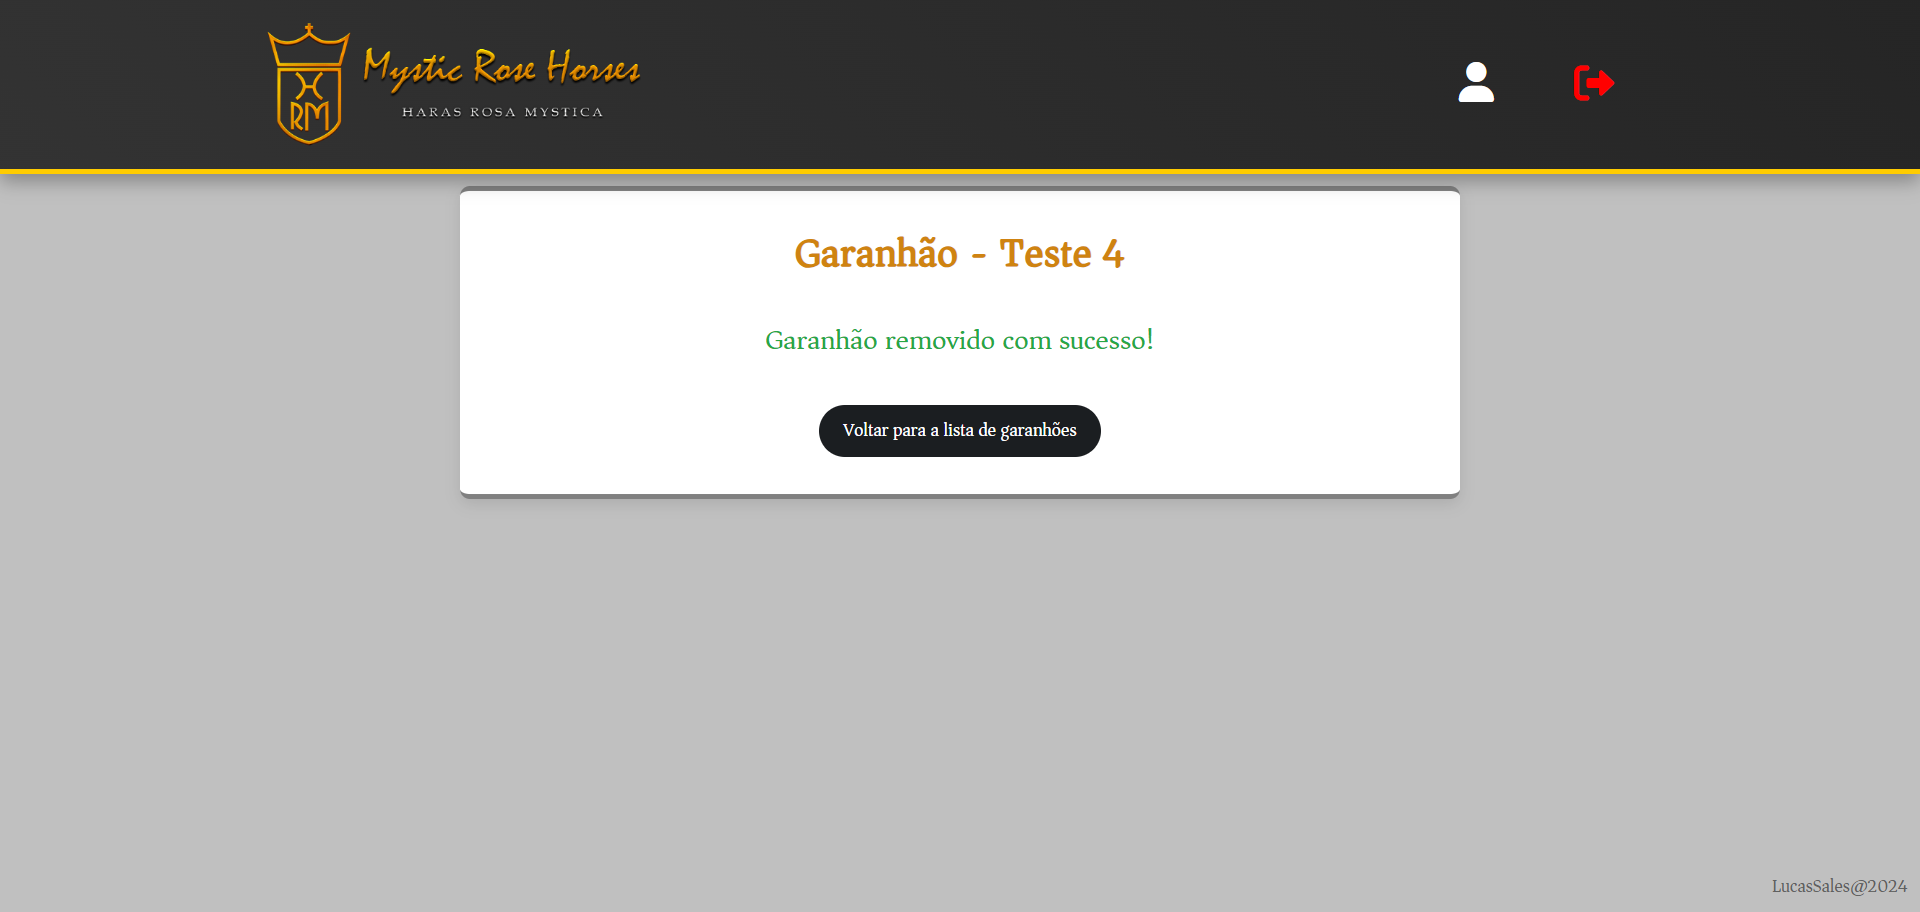 Mystic Rose Horses
HARAS ROSA MYSTICA
RM
Garanhão - Teste 4
Garanhão removido com sucesso!
Voltar para a lista de garanhões
LucasSales@2024